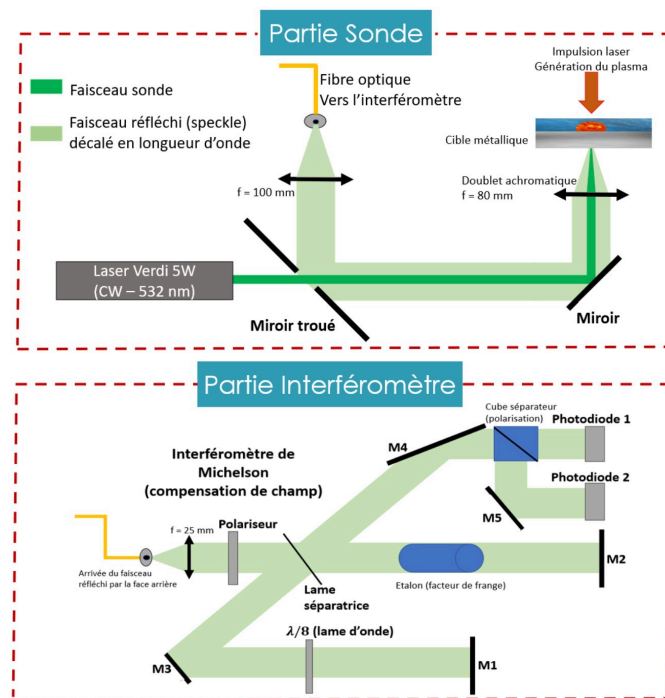 Partie Sonde
Impulsion laser
Génération du plasma
Fibre optique
Vers l'interféromètre
Faisceau sonde
Faisceau réfléchi (speckle)
décalé en longueur d'onde
Cible métallique
f = 100 mm
Doublet achromatique
f = 80 mm
Laser Verdi 5W
(CW – 532 nm)
Miroir troué
Miroir
Partie Interféromètre
Cube séparateur
(polarisation)
Photodiode 1
M4
Interféromètre de
Michelson
(compensation de champ)
Photodiode 2
M5
f = 25 mm
Polariseur
M2
Arrivée du faisceau
réfléchi par la face arrière
Lame
séparatrice
Etalon (facteur de frange)
λ/8 (lame d'onde)
M3
M1